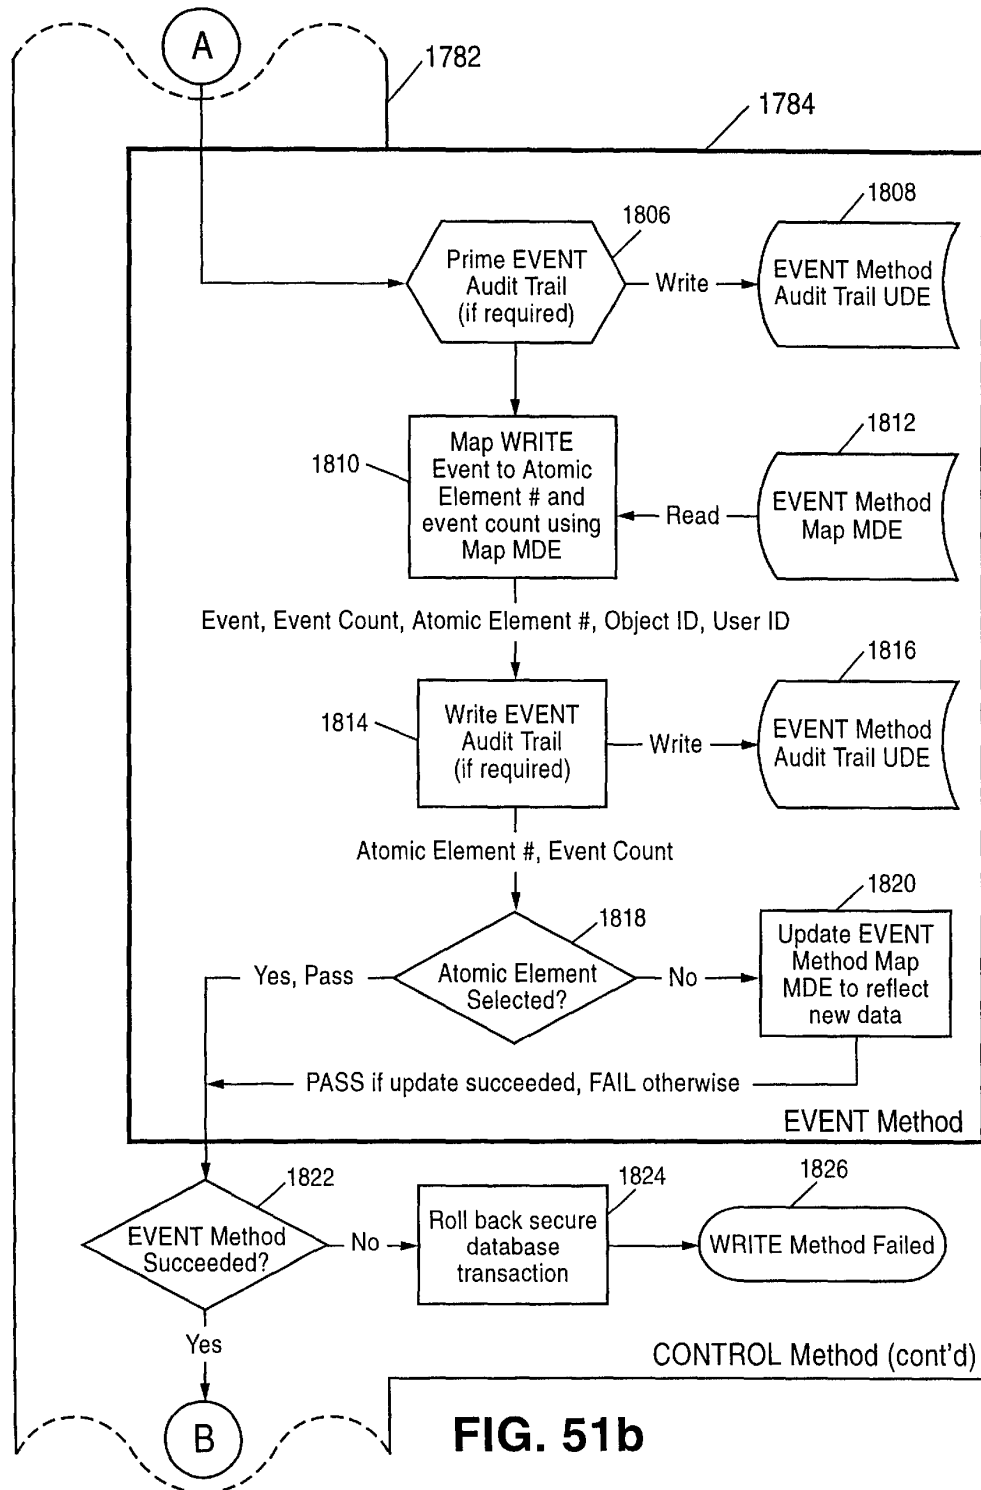 A
1782
1784
1806
1808
Prime EVENT
Audit Trail
(if required)
Write
EVENT Method
Audit Trail UDE
1810
1812
Map WRITE
Event to Atomic
Element # and
event count using
Map MDE
Read
EVENT Method
Map MDE
Event, Event Count, Atomic Element #, Object ID, User ID
1814
1816
Write EVENT
Audit Trail
(if required)
Write
EVENT Method
Audit Trail UDE
Atomic Element #, Event Count
1818
1820
Yes, Pass
Atomic Element
Selected?
No
Update EVENT
Method Map
MDE to reflect
new data
PASS if update succeeded, FAIL otherwise
EVENT Method
1822
1824
1826
EVENT Method
Succeeded?
No
Roll back secure
database
transaction
WRITE Method Failed
Yes
CONTROL Method (cont'd)
B
FIG. 51b